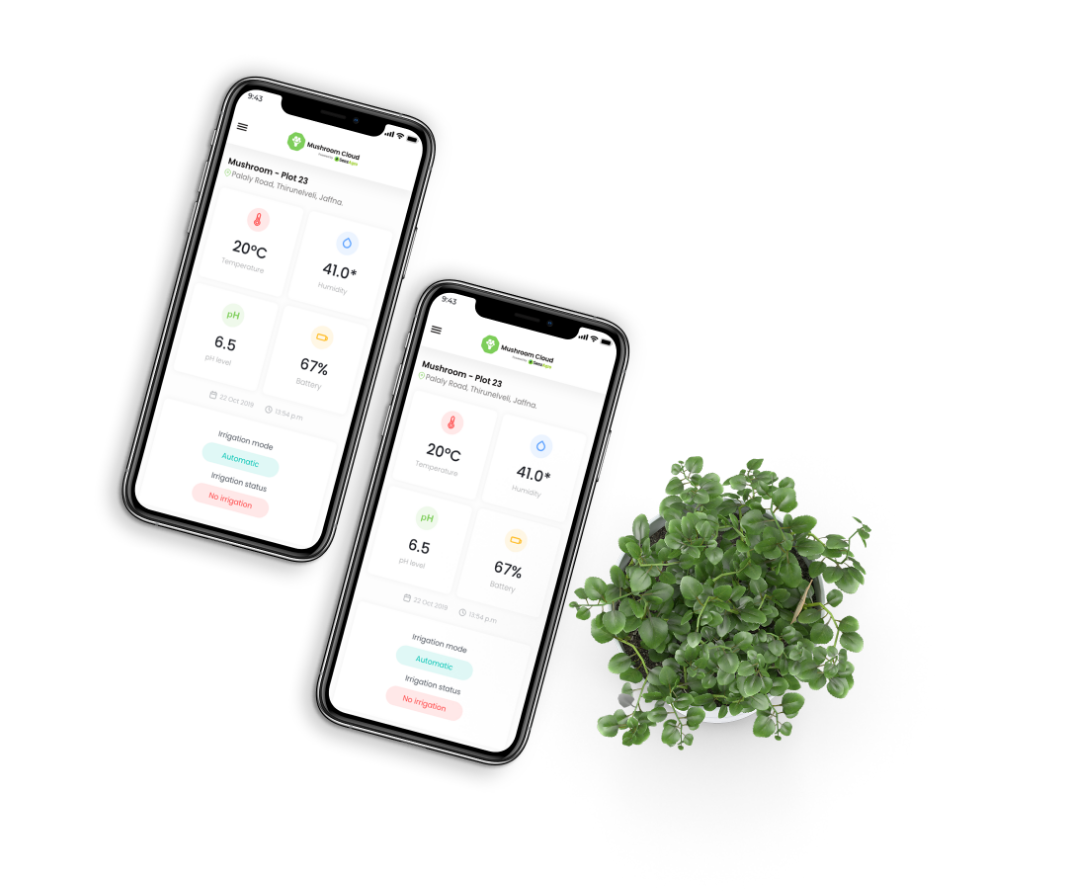 9:43
Mushroom Cloud
Mushroom - Plot 23
Palaly Road, Thirunelveli, Jaffna.
20°C
Temperature
41.0*
Humidity
pH
6.5
pH level
67%
Battery
22 Oct 2019
13:54 p.m
Irrigation mode
Automatic
Irrigation status
No irrigation
9:43
Mushroom Cloud
Mushroom - Plot 23
Palaly Road, Thirunelveli, Jaffna.
20°C
Temperature
41.0*
Humidity
pH
6.5
pH level
67%
Battery
22 Oct 2019
13:54 p.m
Irrigation mode
Automatic
Irrigation status
No irrigation